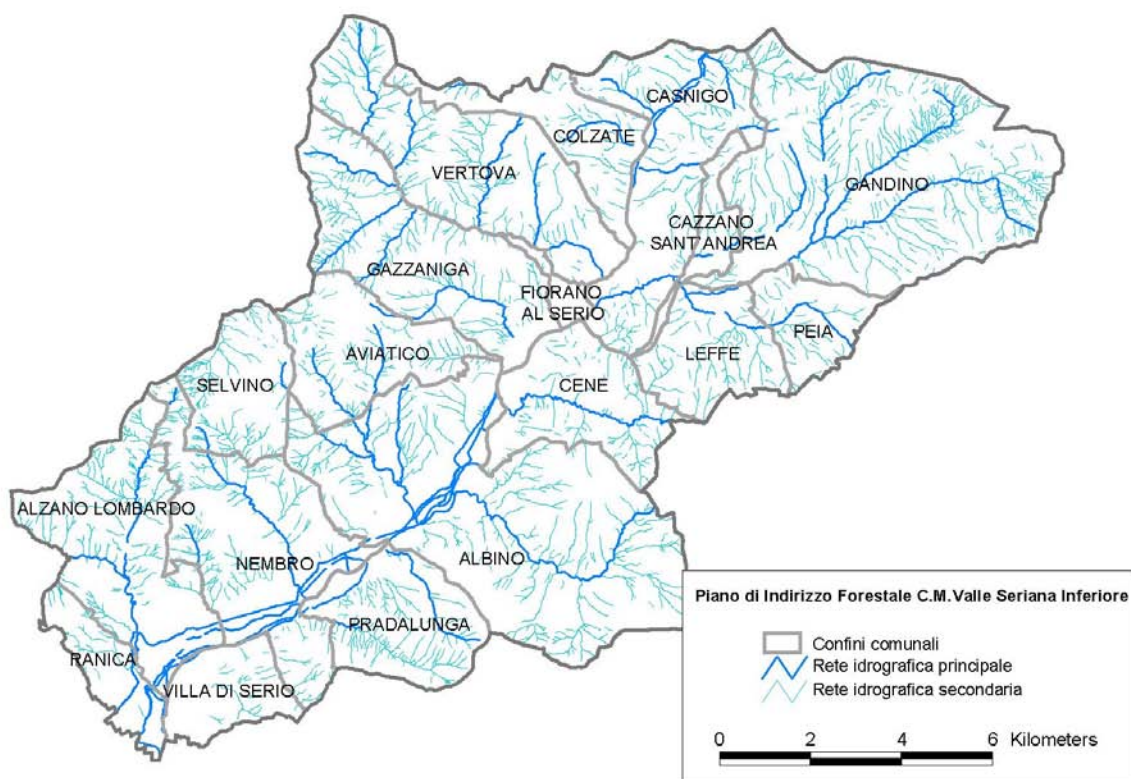 CASNIGO
COLZATE
VERTOVA
GANDINO
CAZZANO
SANT'ANDREA
GAZZANIGA
FIORANO
AL SERIO
PEIA
AVIATICO
LEFFE
SELVINO
CENE
ALZANO LOMBARDO
NEMBRO
ALBINO
PRADALUNGA
RANICA
VILLA DI SERIO
Piano di Indirizzo Forestale C.M.Valle Seriana Inferiore
Confini comunali
Rete idrografica principale
Rete idrografica secondaria
0 2 4 6 Kilometers